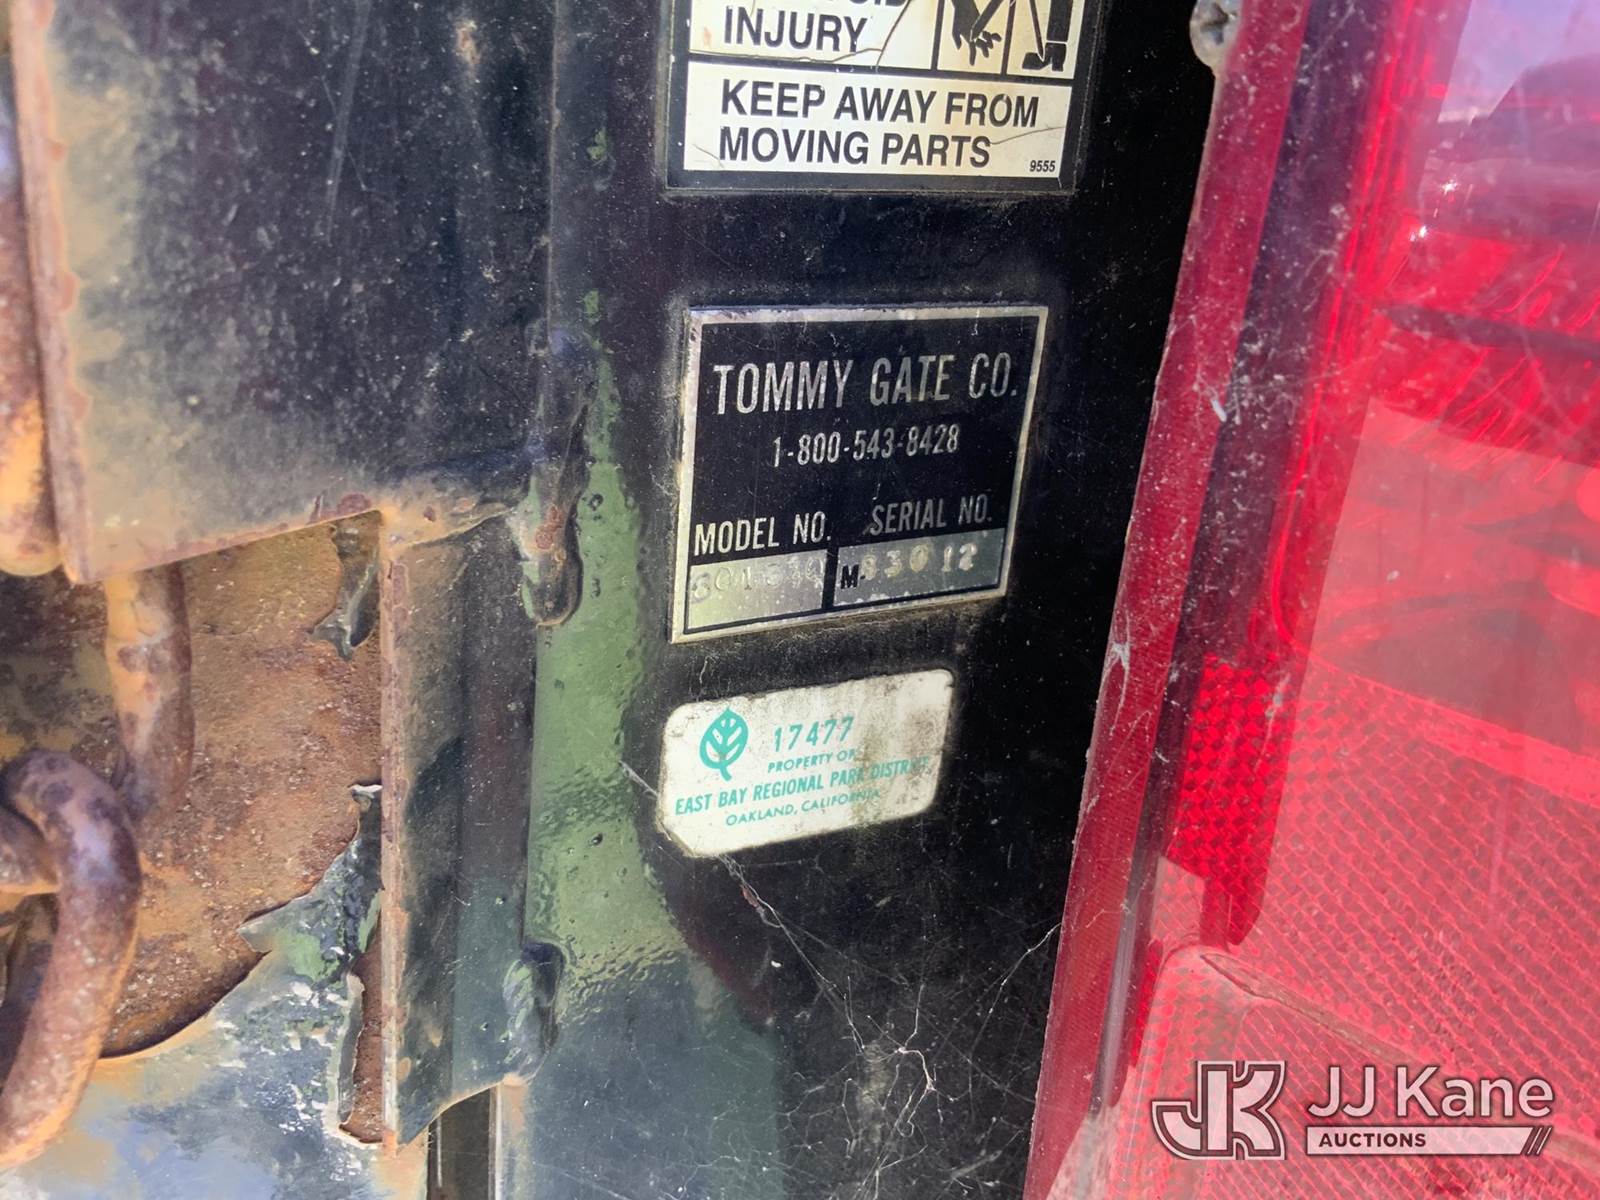 INJURY
KEEP AWAY FROM
MOVING PARTS
9555
TOMMY GATE CO.
1-800-543-8428
MODEL NO. SERIAL NO.
M-
17477
PROPERTY OF
EAST BAY REGIONAL PARK DISTRICT
OAKLAND, CALIFORNIA
JK JJ Kane
AUCTIONS